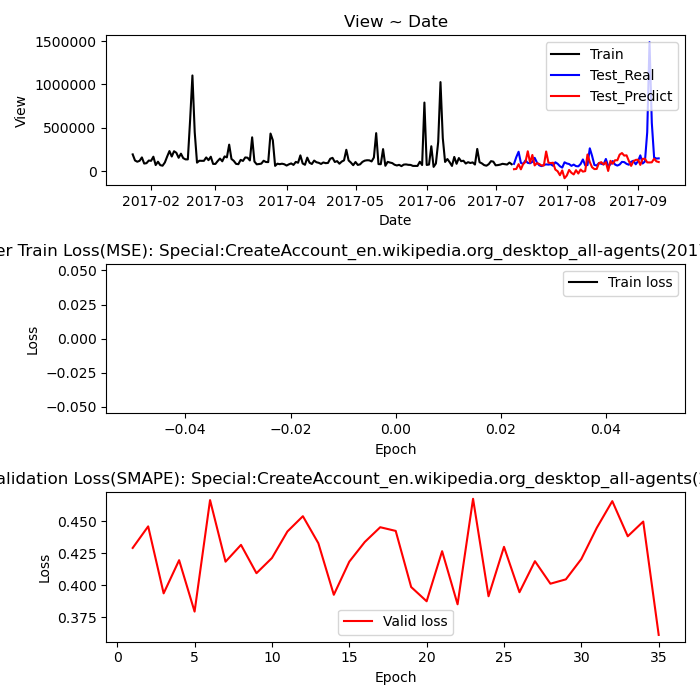 View ~ Date
1500000
1000000
500000
0
View
Train
Test_Real
Test_Predict
2017-02 2017-03 2017-04 2017-05 2017-06 2017-07 2017-08 2017-09
Date
er Train Loss(MSE): Special:CreateAccount_en.wikipedia.org_desktop_all-agents(201
0.050
0.025
0.000
−0.025
−0.050
Loss
Train loss
−0.04 −0.02 0.00 0.02 0.04
Epoch
alidation Loss(SMAPE): Special:CreateAccount_en.wikipedia.org_desktop_all-agents(
0.450
0.425
0.400
0.375
Loss
Valid loss
0 5 10 15 20 25 30 35
Epoch